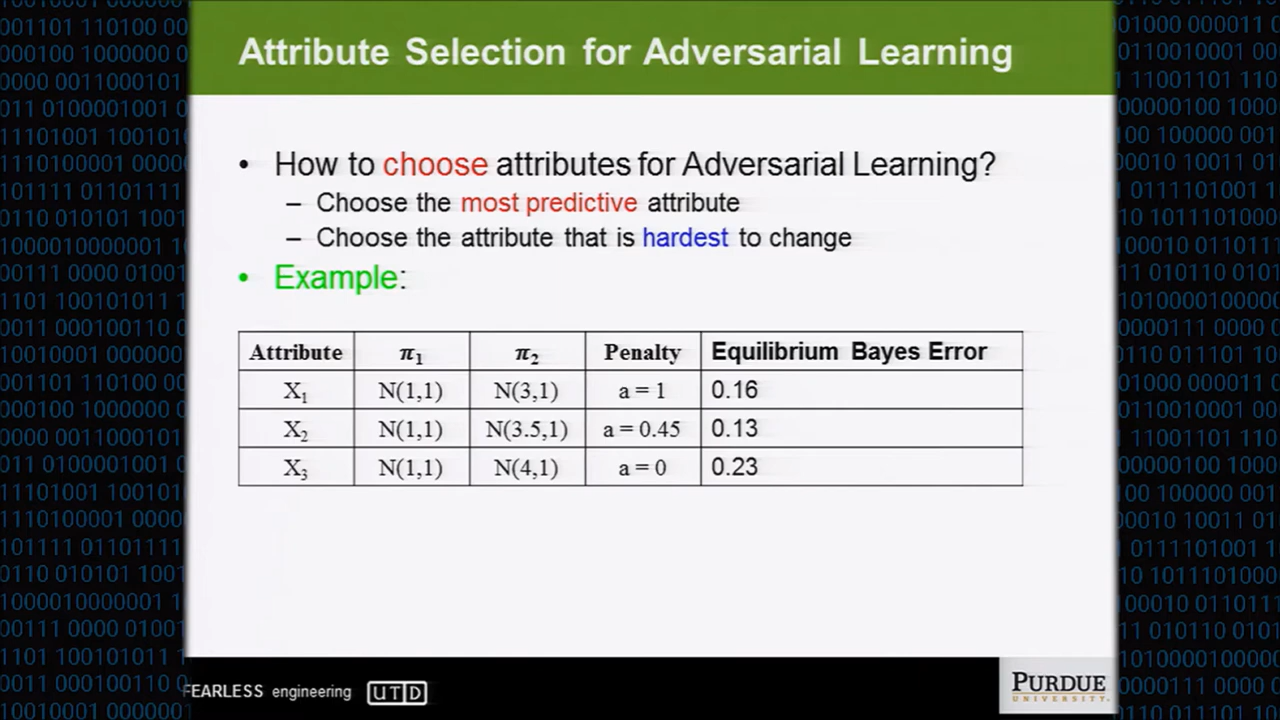 Attribute Selection for Adversarial Learning
• How to choose attributes for Adversarial Learning?
– Choose the most predictive attribute
– Choose the attribute that is hardest to change
• Example:
Attribute π₁ π₂ Penalty Equilibrium Bayes Error
X₁ N(1,1) N(3,1) a = 1 0.16
X₂ N(1,1) N(3.5,1) a = 0.45 0.13
X₃ N(1,1) N(4,1) a = 0 0.23
FEARLESS engineering UTD
PURDUE
UNIVERSITY